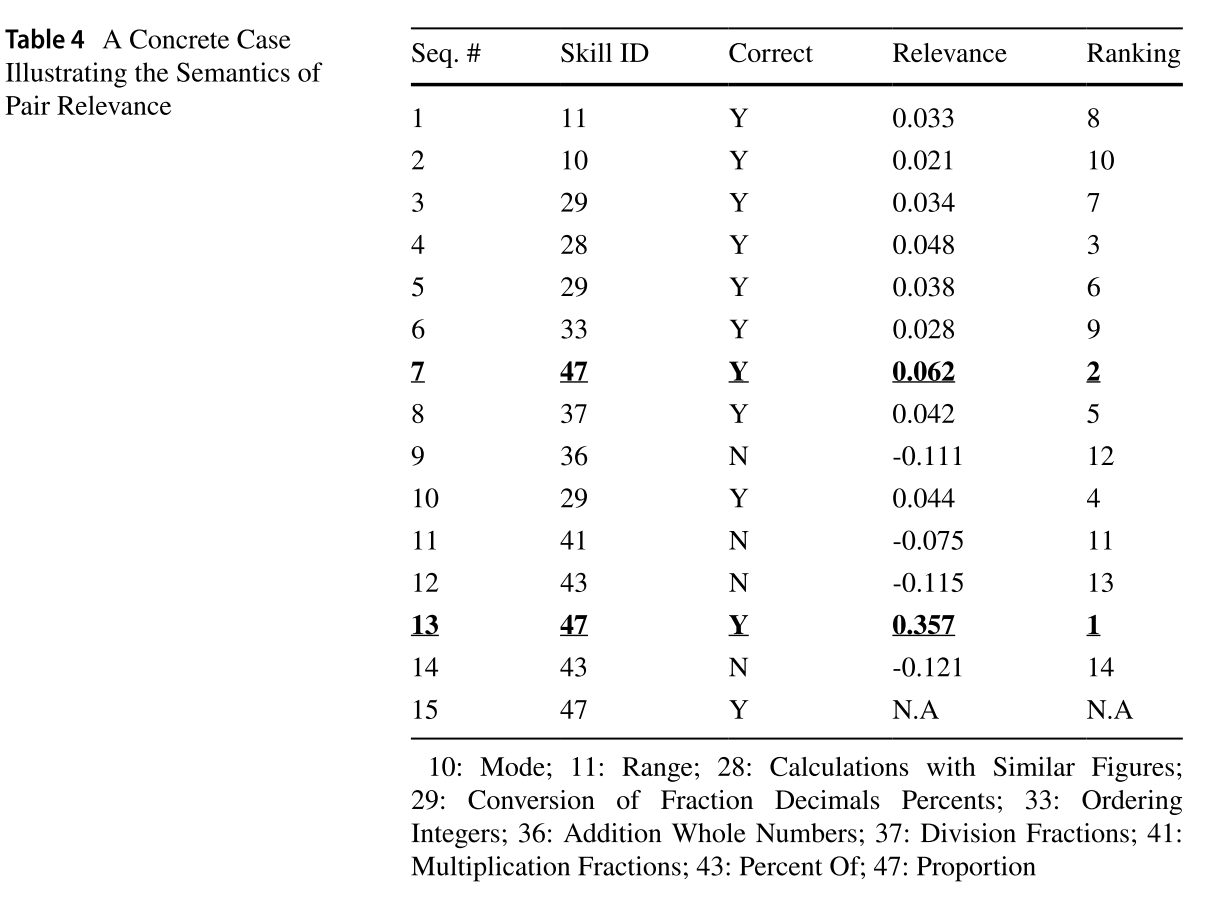 Table 4 A Concrete Case
Illustrating the Semantics of
Pair Relevance
Seq. # Skill ID Correct Relevance Ranking
1 11 Y 0.033 8
2 10 Y 0.021 10
3 29 Y 0.034 7
4 28 Y 0.048 3
5 29 Y 0.038 6
6 33 Y 0.028 9
7 47 Y 0.062 2
8 37 Y 0.042 5
9 36 N -0.111 12
10 29 Y 0.044 4
11 41 N -0.075 11
12 43 N -0.115 13
13 47 Y 0.357 1
14 43 N -0.121 14
15 47 Y N.A N.A
10: Mode; 11: Range; 28: Calculations with Similar Figures;
29: Conversion of Fraction Decimals Percents; 33: Ordering
Integers; 36: Addition Whole Numbers; 37: Division Fractions; 41:
Multiplication Fractions; 43: Percent Of; 47: Proportion